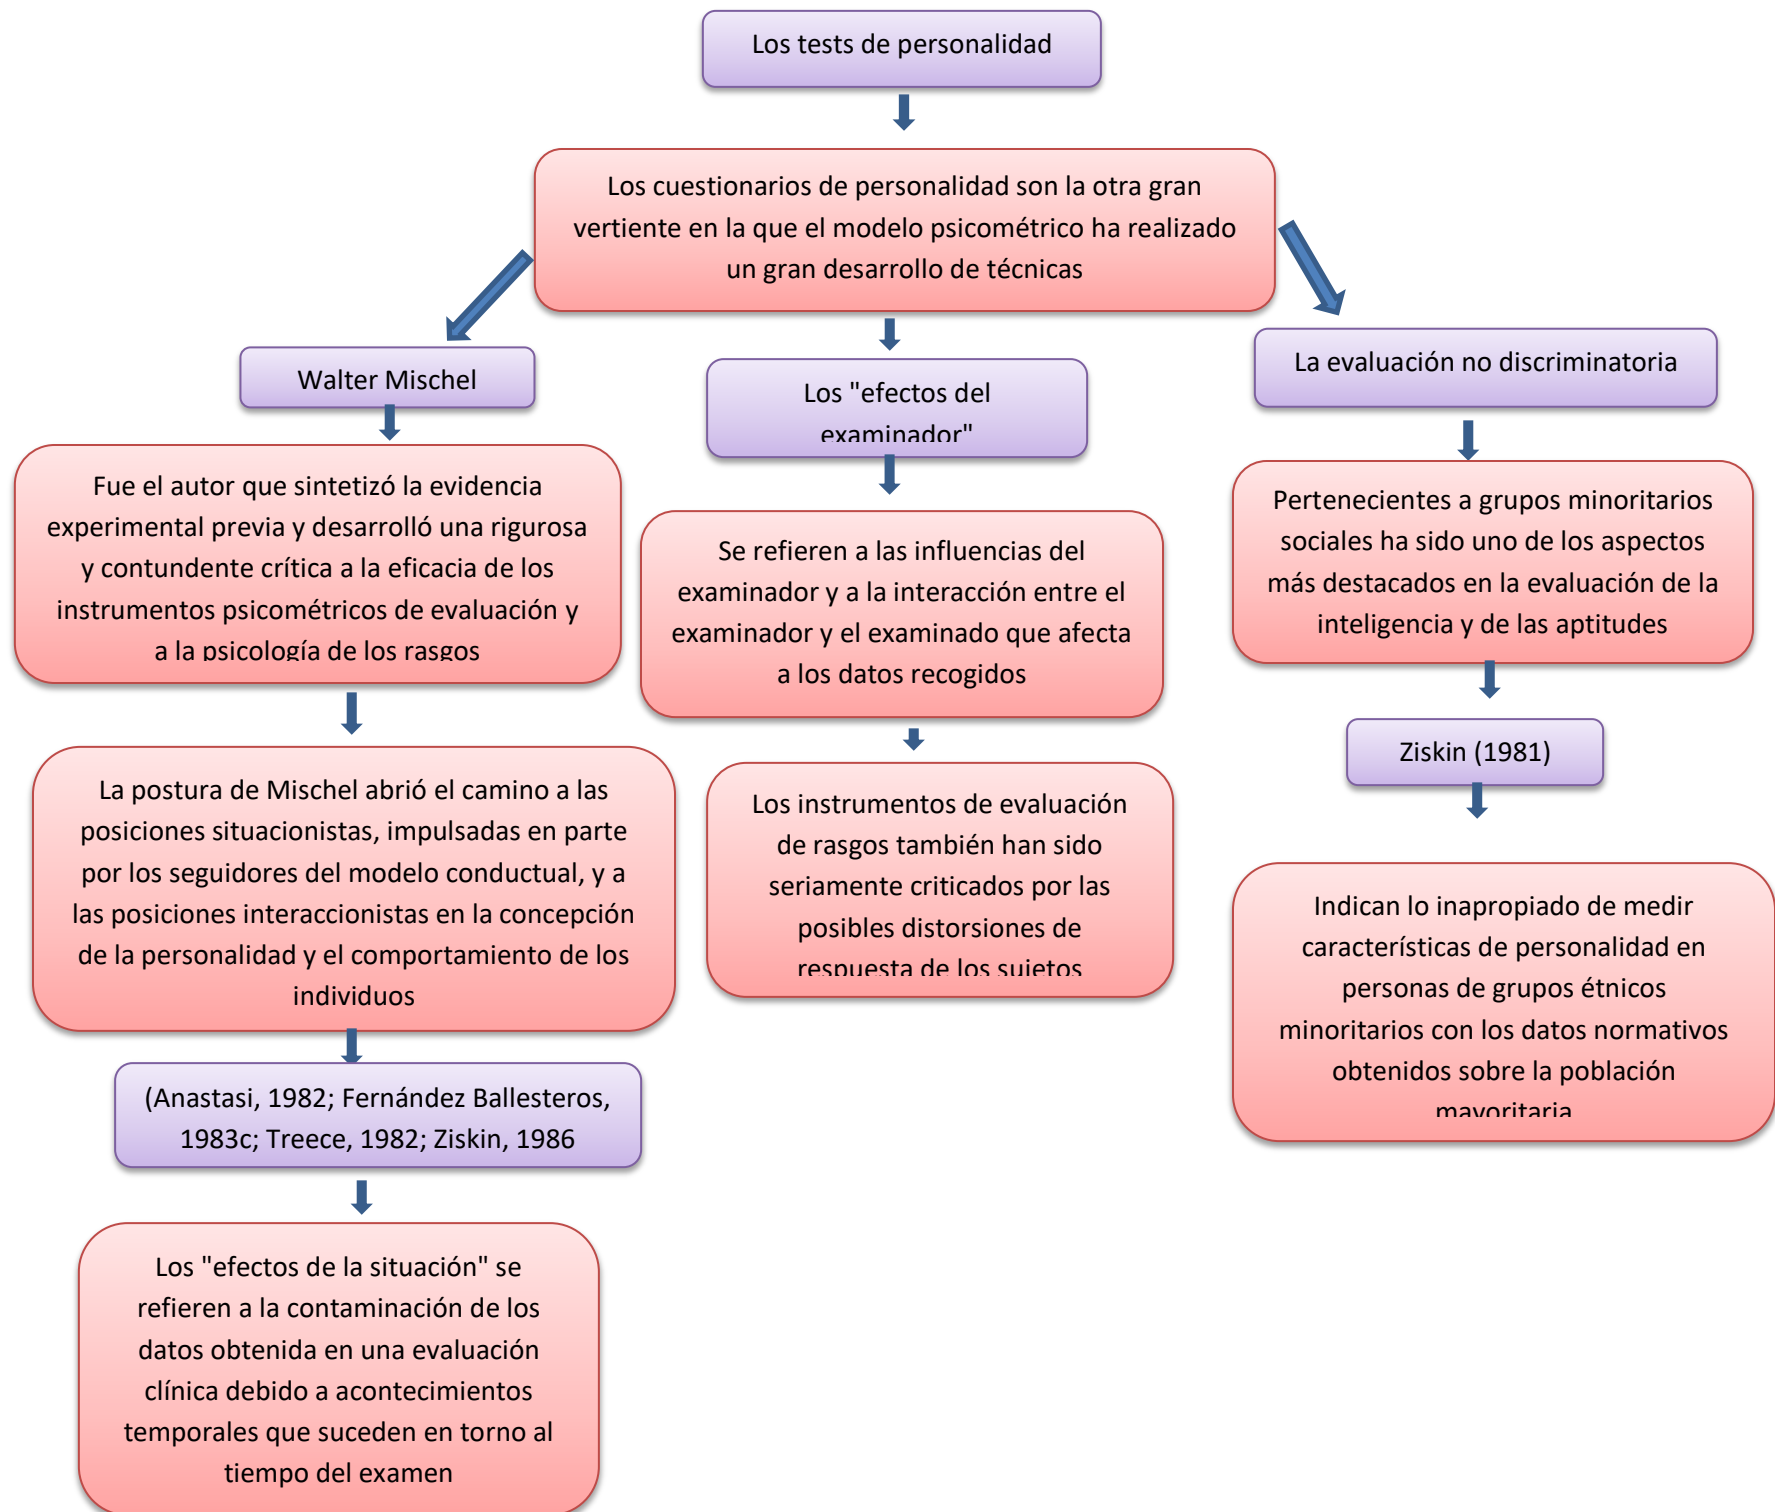 Los tests de personalidad
Los cuestionarios de personalidad son la otra gran
vertiente en la que el modelo psicométrico ha realizado
un gran desarrollo de técnicas
Walter Mischel
Fue el autor que sintetizó la evidencia
experimental previa y desarrolló una rigurosa
y contundente crítica a la eficacia de los
instrumentos psicométricos de evaluación y
a la psicología de los rasgos
La postura de Mischel abrió el camino a las
posiciones situacionistas, impulsadas en parte
por los seguidores del modelo conductual, y a
las posiciones interaccionistas en la concepción
de la personalidad y el comportamiento de los
individuos
(Anastasi, 1982; Fernández Ballesteros,
1983c; Treece, 1982; Ziskin, 1986
Los "efectos de la situación" se
refieren a la contaminación de los
datos obtenida en una evaluación
clínica debido a acontecimientos
temporales que suceden en torno al
tiempo del examen
Los "efectos del
examinador"
Se refieren a las influencias del
examinador y a la interacción entre el
examinador y el examinado que afecta
a los datos recogidos
Los instrumentos de evaluación
de rasgos también han sido
seriamente criticados por las
posibles distorsiones de
respuesta de los sujetos
La evaluación no discriminatoria
Pertenecientes a grupos minoritarios
sociales ha sido uno de los aspectos
más destacados en la evaluación de la
inteligencia y de las aptitudes
Ziskin (1981)
Indican lo inapropiado de medir
características de personalidad en
personas de grupos étnicos
minoritarios con los datos normativos
obtenidos sobre la población
mayoritaria